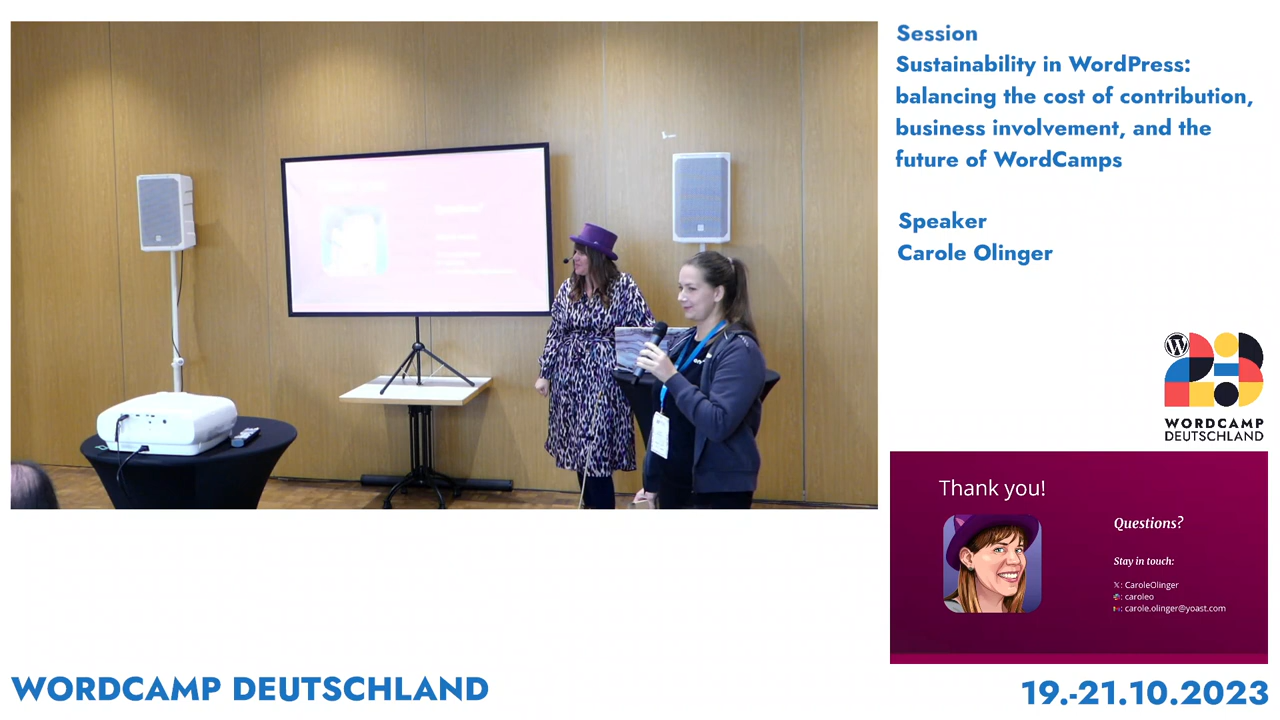 Session
Sustainability in WordPress:
balancing the cost of contribution,
business involvement, and the
future of WordCamps
Speaker
Carole Olinger
WORDCAMP
DEUTSCHLAND
Thank you!
Questions?
Stay in touch:
X: CaroleOlinger
: caroleo
: carole.olinger@yoast.com
WORDCAMP DEUTSCHLAND
19.-21.10.2023